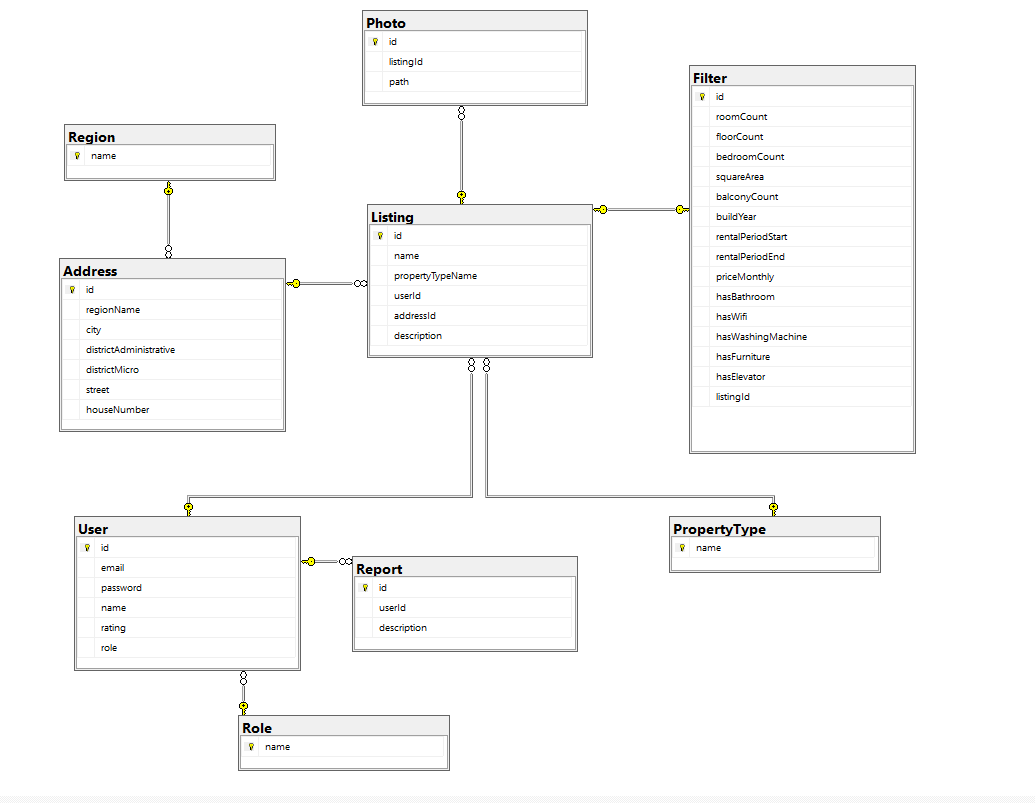 Photo
id
listingId
path
Filter
id
roomCount
floorCount
bedroomCount
squareArea
balconyCount
buildYear
rentalPeriodStart
rentalPeriodEnd
priceMonthly
hasBathroom
hasWifi
hasWashingMachine
hasFurniture
hasElevator
listingId
Region
name
Listing
id
name
propertyTypeName
userId
addressId
description
Address
id
regionName
city
districtAdministrative
districtMicro
street
houseNumber
User
id
email
password
name
rating
role
PropertyType
name
Report
id
userId
description
Role
name